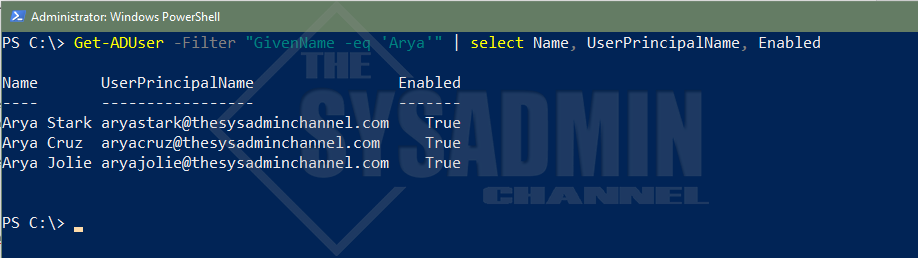 Administrator: Windows PowerShell
PS C:\> Get-ADUser -Filter "GivenName -eq 'Arya'" | select Name, UserPrincipalName, Enabled
Name UserPrincipalName Enabled
---- ----------------- -------
Arya Stark aryastark@thesysadminchannel.com True
Arya Cruz aryacruz@thesysadminchannel.com True
Arya Jolie aryajolie@thesysadminchannel.com True
PS C:\>
THE
SYSADMIN
CHANNEL